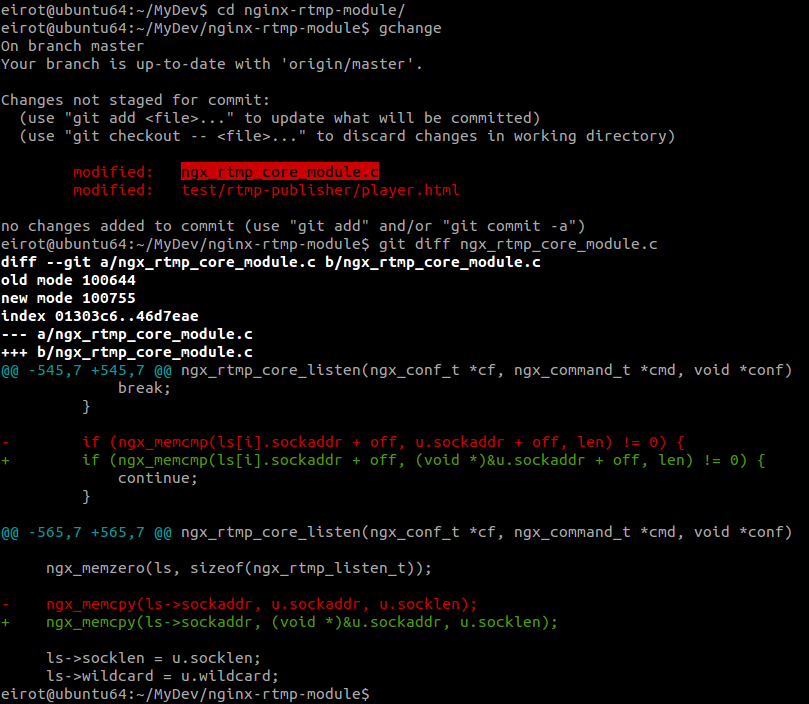 eirot@ubuntu64:~/MyDev$ cd nginx-rtmp-module/
eirot@ubuntu64:~/MyDev/nginx-rtmp-module$ gchange
On branch master
Your branch is up-to-date with 'origin/master'.

Changes not staged for commit:
  (use "git add <file>..." to update what will be committed)
  (use "git checkout -- <file>..." to discard changes in working directory)

        modified:   ngx_rtmp_core_module.c
        modified:   test/rtmp-publisher/player.html

no changes added to commit (use "git add" and/or "git commit -a")
eirot@ubuntu64:~/MyDev/nginx-rtmp-module$ git diff ngx_rtmp_core_module.c
diff --git a/ngx_rtmp_core_module.c b/ngx_rtmp_core_module.c
old mode 100644
new mode 100755
index 01303c6..46d7eae
--- a/ngx_rtmp_core_module.c
+++ b/ngx_rtmp_core_module.c
@@ -545,7 +545,7 @@ ngx_rtmp_core_listen(ngx_conf_t *cf, ngx_command_t *cmd, void *conf)
             break;
         }

-        if (ngx_memcmp(ls[i].sockaddr + off, u.sockaddr + off, len) != 0) {
+        if (ngx_memcmp(ls[i].sockaddr + off, (void *)&u.sockaddr + off, len) != 0) {
             continue;
         }

@@ -565,7 +565,7 @@ ngx_rtmp_core_listen(ngx_conf_t *cf, ngx_command_t *cmd, void *conf)

     ngx_memzero(ls, sizeof(ngx_rtmp_listen_t));

-    ngx_memcpy(ls->sockaddr, u.sockaddr, u.socklen);
+    ngx_memcpy(ls->sockaddr, (void *)&u.sockaddr, u.socklen);

     ls->socklen = u.socklen;
     ls->wildcard = u.wildcard;
eirot@ubuntu64:~/MyDev/nginx-rtmp-module$